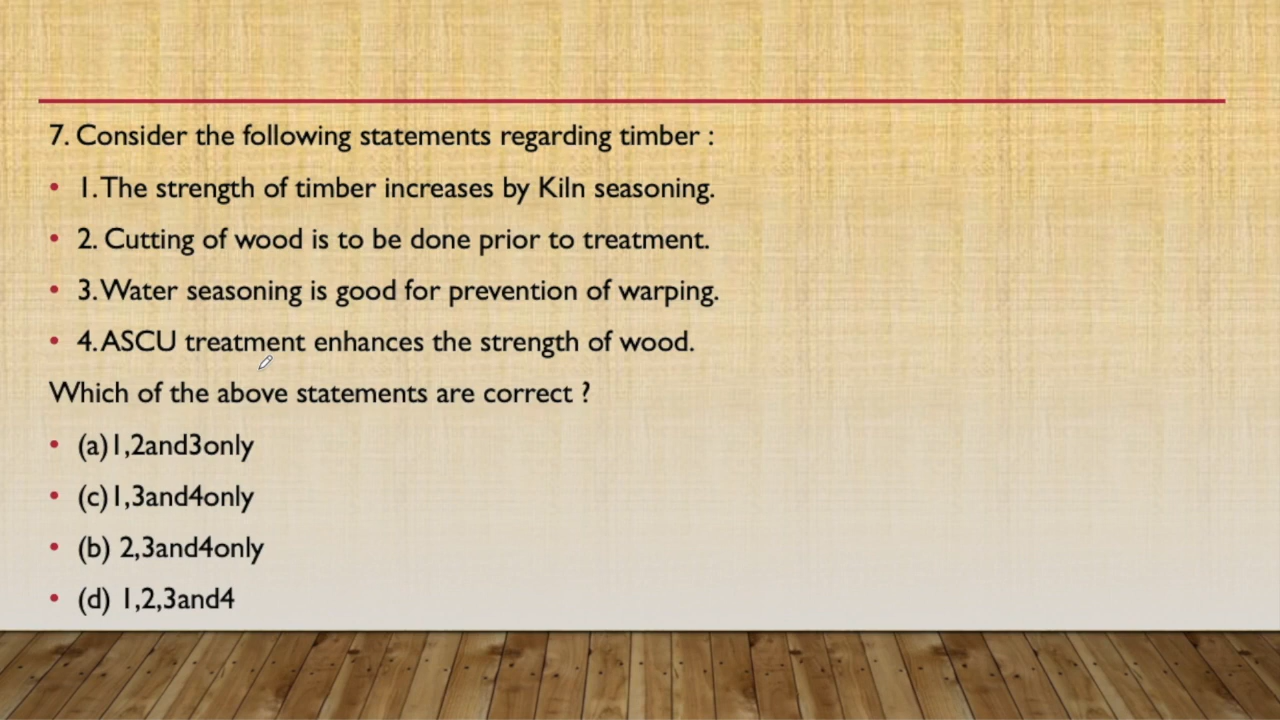 7. Consider the following statements regarding timber :
• 1. The strength of timber increases by Kiln seasoning.
• 2. Cutting of wood is to be done prior to treatment.
• 3. Water seasoning is good for prevention of warping.
• 4. ASCU treatment enhances the strength of wood.
Which of the above statements are correct ?
• (a)1,2and3only
• (c)1,3and4only
• (b) 2,3and4only
• (d) 1,2,3and4